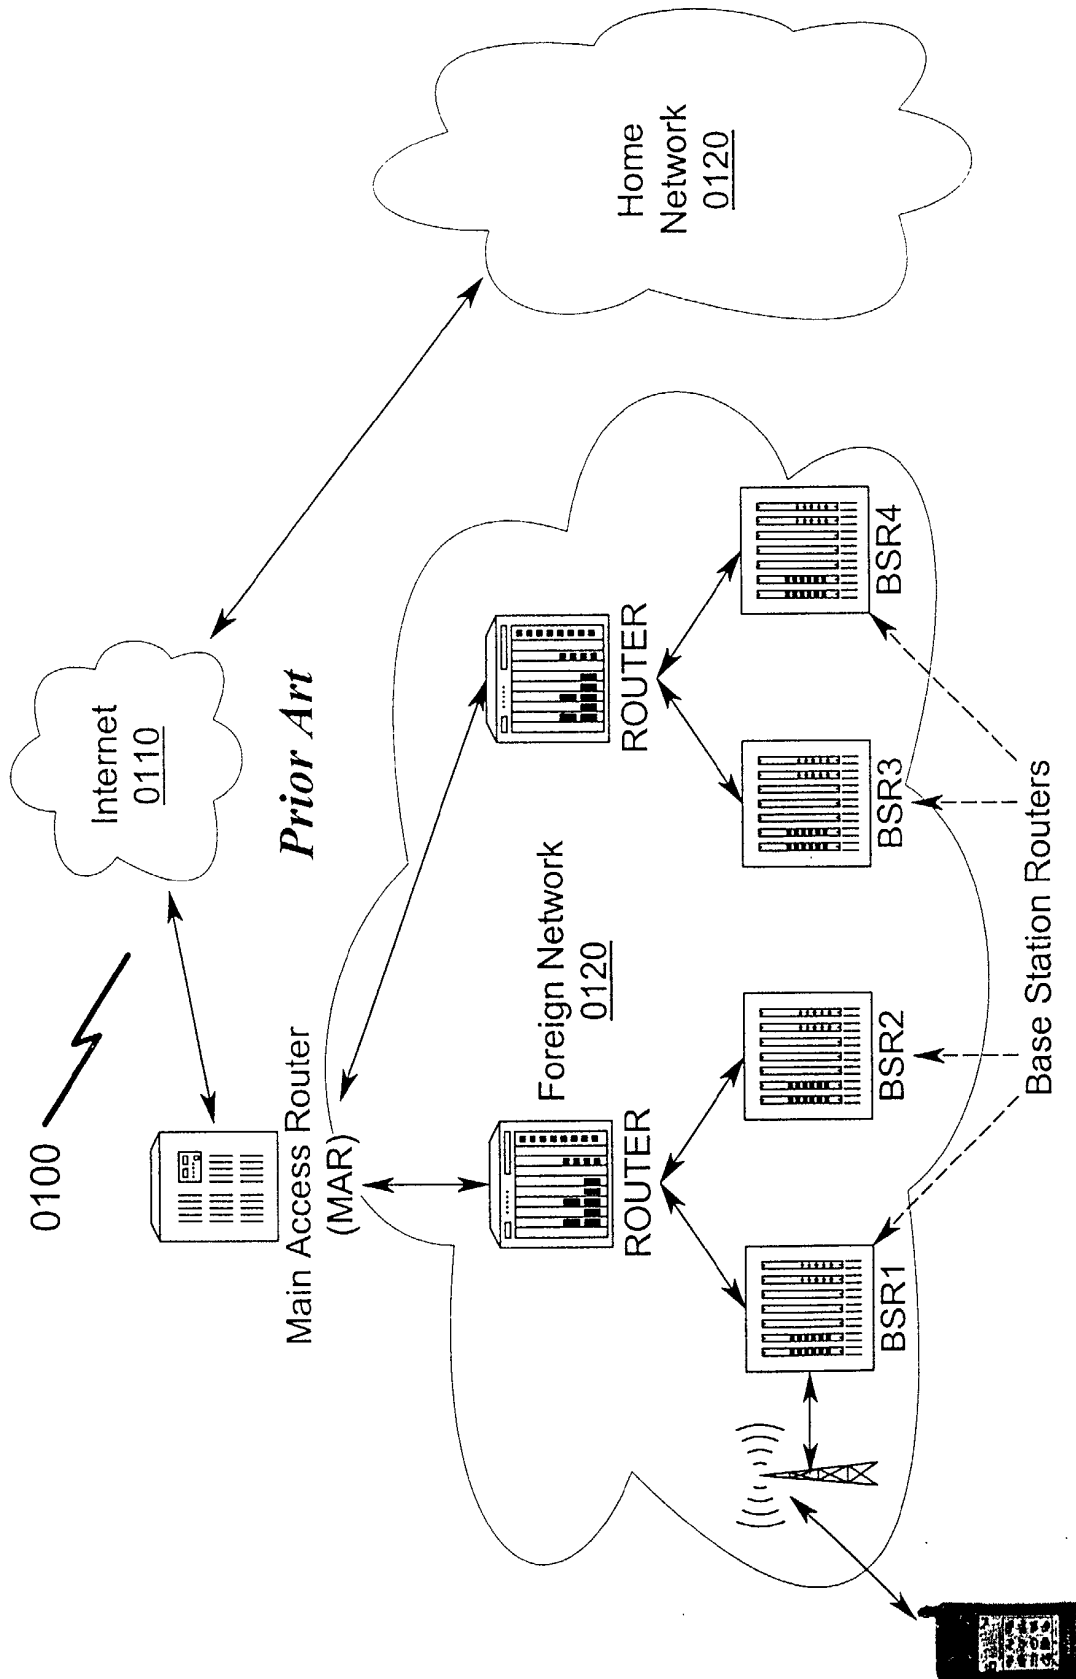 0100
Internet
0110
Prior Art
Main Access Router
(MAR)
Home
Network
0120
Foreign Network
0120
ROUTER
ROUTER
BSR1
BSR2
BSR3
BSR4
Base Station Routers